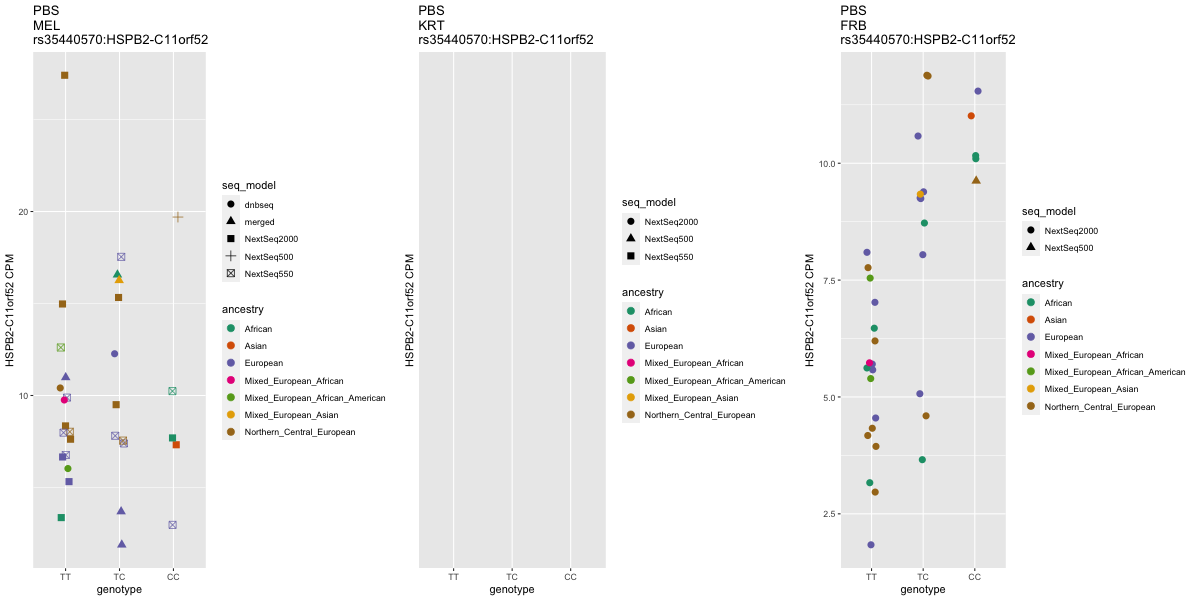 PBS
MEL
rs35440570:HSPB2-C11orf52
HSPB2-C11orf52 CPM
20
10
TT
TC
CC
genotype
seq_model
dnbseq
merged
NextSeq2000
NextSeq500
NextSeq550
ancestry
African
Asian
European
Mixed_European_African
Mixed_European_African_American
Mixed_European_Asian
Northern_Central_European
PBS
KRT
rs35440570:HSPB2-C11orf52
HSPB2-C11orf52 CPM
TT
TC
CC
genotype
seq_model
NextSeq2000
NextSeq500
NextSeq550
ancestry
African
Asian
European
Mixed_European_African
Mixed_European_African_American
Mixed_European_Asian
Northern_Central_European
PBS
FRB
rs35440570:HSPB2-C11orf52
HSPB2-C11orf52 CPM
10.0
7.5
5.0
2.5
TT
TC
CC
genotype
seq_model
NextSeq2000
NextSeq500
ancestry
African
Asian
European
Mixed_European_African
Mixed_European_African_American
Mixed_European_Asian
Northern_Central_European